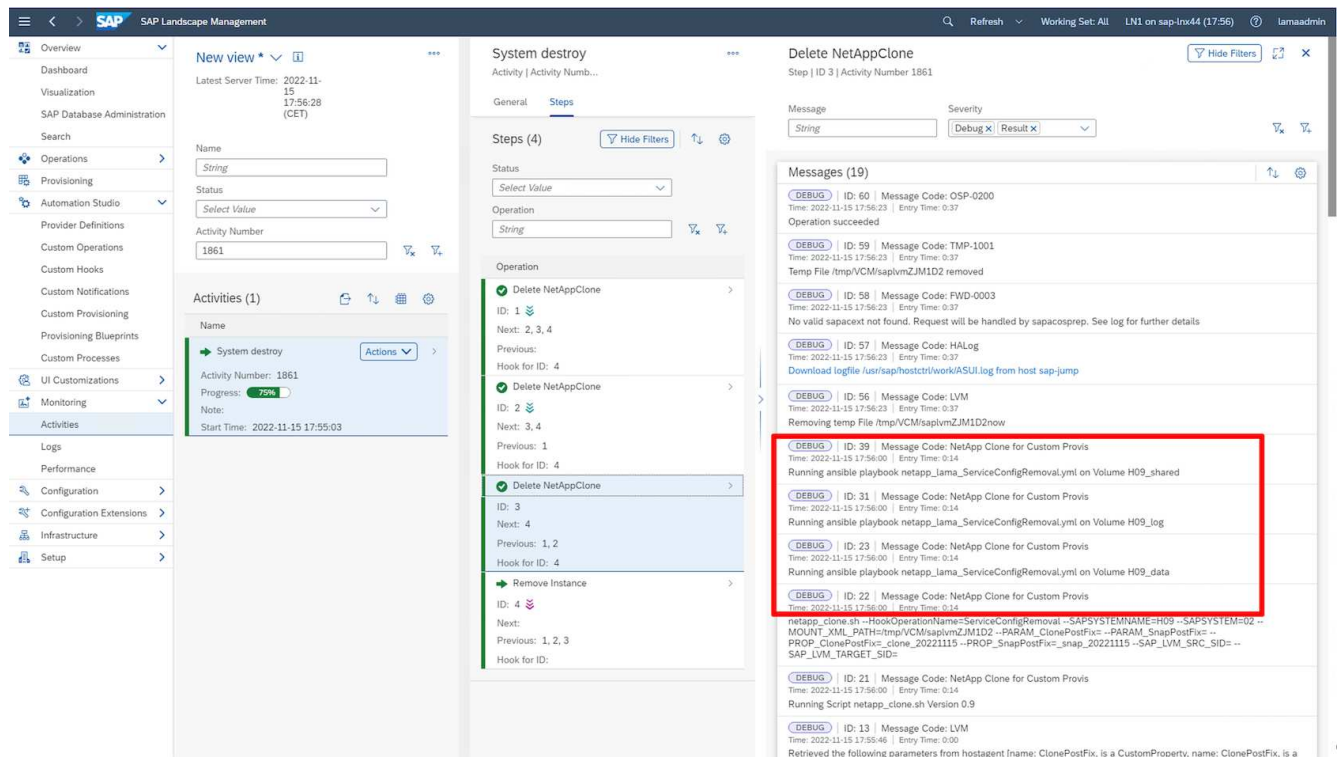 SAP SAP Landscape Management
Refresh Working Set: All LN1 on sap-lnx44 (17:56) lamaadmin
Overview
Dashboard
Visualization
SAP Database Administration
Search
Operations
Provisioning
Automation Studio
Provider Definitions
Custom Operations
Custom Hooks
Custom Notifications
Custom Provisioning
Provisioning Blueprints
Custom Processes
UI Customizations
Monitoring
Activities
Logs
Performance
Configuration
Configuration Extensions
Infrastructure
Setup
New view *
Latest Server Time: 2022-11-
15
17:56:28
(CET)
Name
String
Status
Select Value
Activity Number
1861
Activities (1)
Name
System destroy Actions
Activity Number: 1861
Progress: 75%
Note:
Start Time: 2022-11-15 17:55:03
System destroy
Activity | Activity Numb...
General Steps
Steps (4) Hide Filters
Status
Select Value
Operation
String
Operation
Delete NetAppClone
ID: 1
Next: 2, 3, 4
Previous:
Hook for ID: 4
Delete NetAppClone
ID: 2
Next: 3, 4
Previous: 1
Hook for ID: 4
Delete NetAppClone
ID: 3
Next: 4
Previous: 1, 2
Hook for ID: 4
Remove Instance
ID: 4
Next:
Previous: 1, 2, 3
Hook for ID:
Delete NetAppClone Hide Filters
Step | ID 3 | Activity Number 1861
Message Severity
String Debug × Result ×
Messages (19)
DEBUG | ID: 60 | Message Code: OSP-0200
Time: 2022-11-15 17:56:23 | Entry Time: 0:37
Operation succeeded
DEBUG | ID: 59 | Message Code: TMP-1001
Time: 2022-11-15 17:56:23 | Entry Time: 0:37
Temp File /tmp/VCM/saplvmZJM1D2 removed
DEBUG | ID: 58 | Message Code: FWD-0003
Time: 2022-11-15 17:56:23 | Entry Time: 0:37
No valid sapacext not found. Request will be handled by sapacosprep. See log for further details
DEBUG | ID: 57 | Message Code: HALog
Time: 2022-11-15 17:56:23 | Entry Time: 0:37
Download logfile /usr/sap/hostctrl/work/ASUI.log from host sap-jump
DEBUG | ID: 56 | Message Code: LVM
Time: 2022-11-15 17:56:23 | Entry Time: 0:37
Removing temp File /tmp/VCM/saplvmZJM1D2now
DEBUG | ID: 39 | Message Code: NetApp Clone for Custom Provis
Time: 2022-11-15 17:56:00 | Entry Time: 0:14
Running ansible playbook netapp_lama_ServiceConfigRemoval.yml on Volume H09_shared
DEBUG | ID: 31 | Message Code: NetApp Clone for Custom Provis
Time: 2022-11-15 17:56:00 | Entry Time: 0:14
Running ansible playbook netapp_lama_ServiceConfigRemoval.yml on Volume H09_log
DEBUG | ID: 23 | Message Code: NetApp Clone for Custom Provis
Time: 2022-11-15 17:56:00 | Entry Time: 0:14
Running ansible playbook netapp_lama_ServiceConfigRemoval.yml on Volume H09_data
DEBUG | ID: 22 | Message Code: NetApp Clone for Custom Provis
Time: 2022-11-15 17:56:00 | Entry Time: 0:14
netapp_clone.sh --HookOperationName=ServiceConfigRemoval --SAPSYSTEMNAME=H09 --SAPSYSTEM=02 --
MOUNT_XML_PATH=/tmp/VCM/saplvmZJM1D2 --PARAM_ClonePostFix= --PARAM_SnapPostFix= --
PROP_ClonePostFix=_clone_20221115 --PROP_SnapPostFix=_snap_20221115 --SAP_LVM_SRC_SID= --
SAP_LVM_TARGET_SID=
DEBUG | ID: 21 | Message Code: NetApp Clone for Custom Provis
Time: 2022-11-15 17:56:00 | Entry Time: 0:14
Running Script netapp_clone.sh Version 0.9
DEBUG | ID: 13 | Message Code: LVM
Time: 2022-11-15 17:55:46 | Entry Time: 0:00
Retrieved the following parameters from hostagent [name: ClonePostFix, is a CustomProperty, name: ClonePostFix, is a